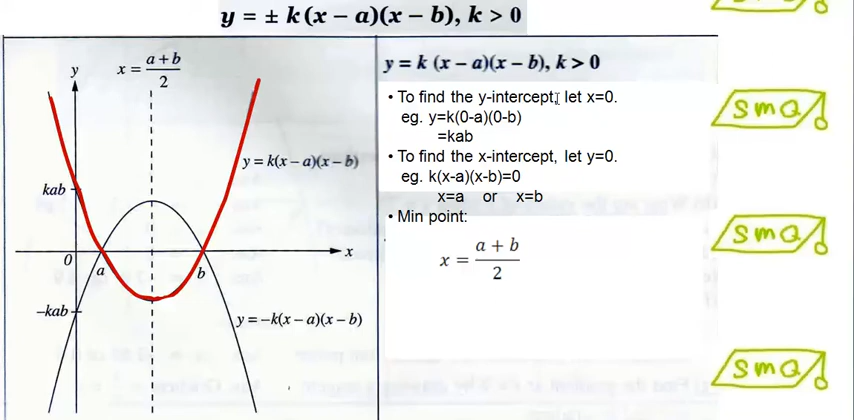 y = ± k(x − a)(x − b), k > 0
y
x = a + b / 2
y = k(x − a)(x − b)
kab
0
a
b
x
−kab
y = −k(x − a)(x − b)
y = k (x − a)(x − b), k > 0
• To find the y-intercept, let x=0.
eg. y=k(0-a)(0-b)
=kab
• To find the x-intercept, let y=0.
eg. k(x-a)(x-b)=0
x=a or x=b
• Min point:
x = a + b / 2
SMQ
SMQ
SMQ